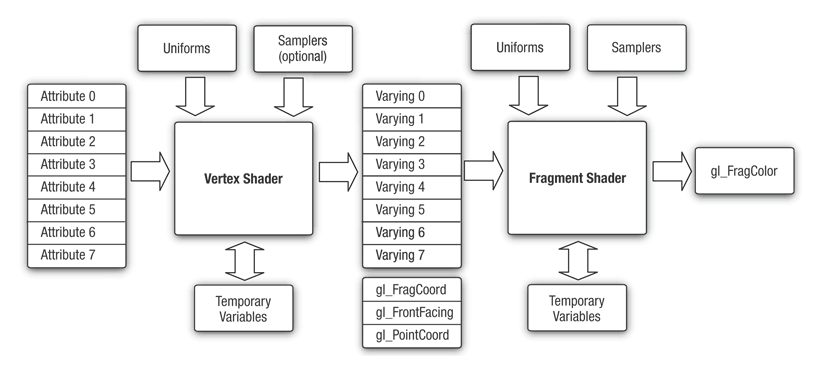 Uniforms
Samplers
(optional)
Uniforms
Samplers
Attribute 0
Attribute 1
Attribute 2
Attribute 3
Attribute 4
Attribute 5
Attribute 6
Attribute 7
Vertex Shader
Temporary
Variables
Varying 0
Varying 1
Varying 2
Varying 3
Varying 4
Varying 5
Varying 6
Varying 7
gl_FragCoord
gl_FrontFacing
gl_PointCoord
Fragment Shader
Temporary
Variables
gl_FragColor